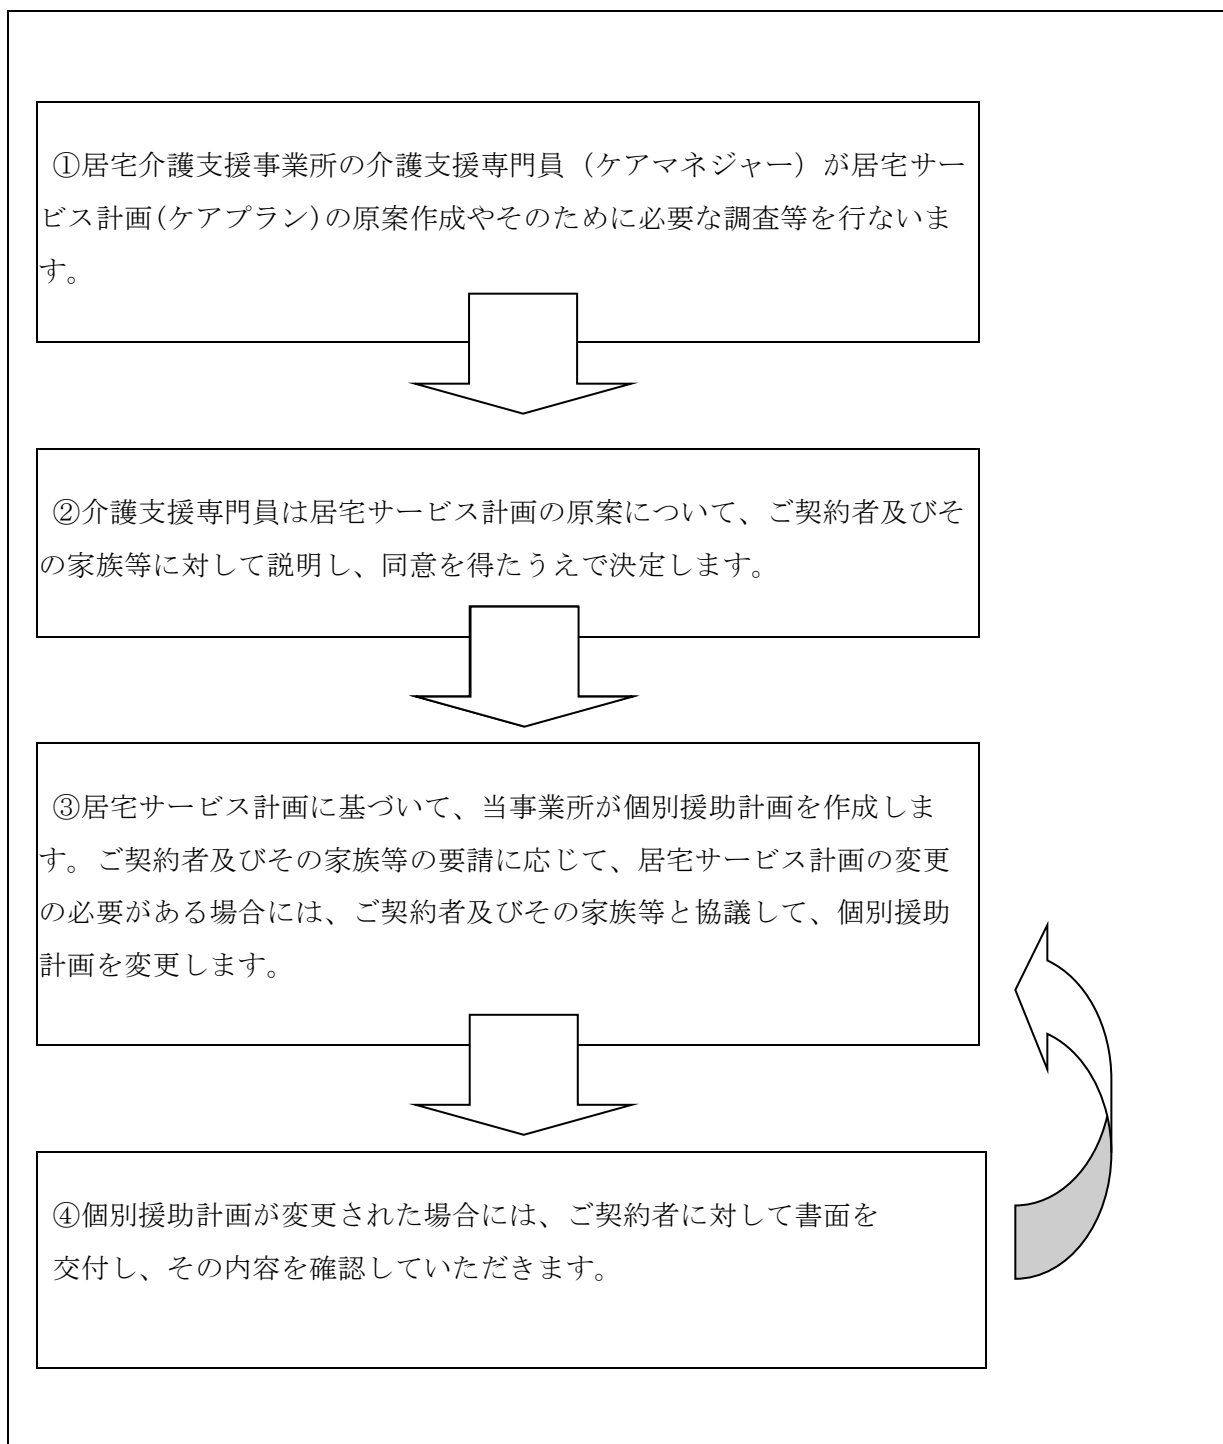 ①居宅介護支援事業所の介護支援専門員（ケアマネジャー）が居宅サー
ビス計画(ケアプラン)の原案作成やそのために必要な調査等を行ないま
す。
②介護支援専門員は居宅サービス計画の原案について、ご契約者及びそ
の家族等に対して説明し、同意を得たうえで決定します。
③居宅サービス計画に基づいて、当事業所が個別援助計画を作成しま
す。ご契約者及びその家族等の要請に応じて、居宅サービス計画の変更
の必要がある場合には、ご契約者及びその家族等と協議して、個別援助
計画を変更します。
④個別援助計画が変更された場合には、ご契約者に対して書面を
交付し、その内容を確認していただきます。